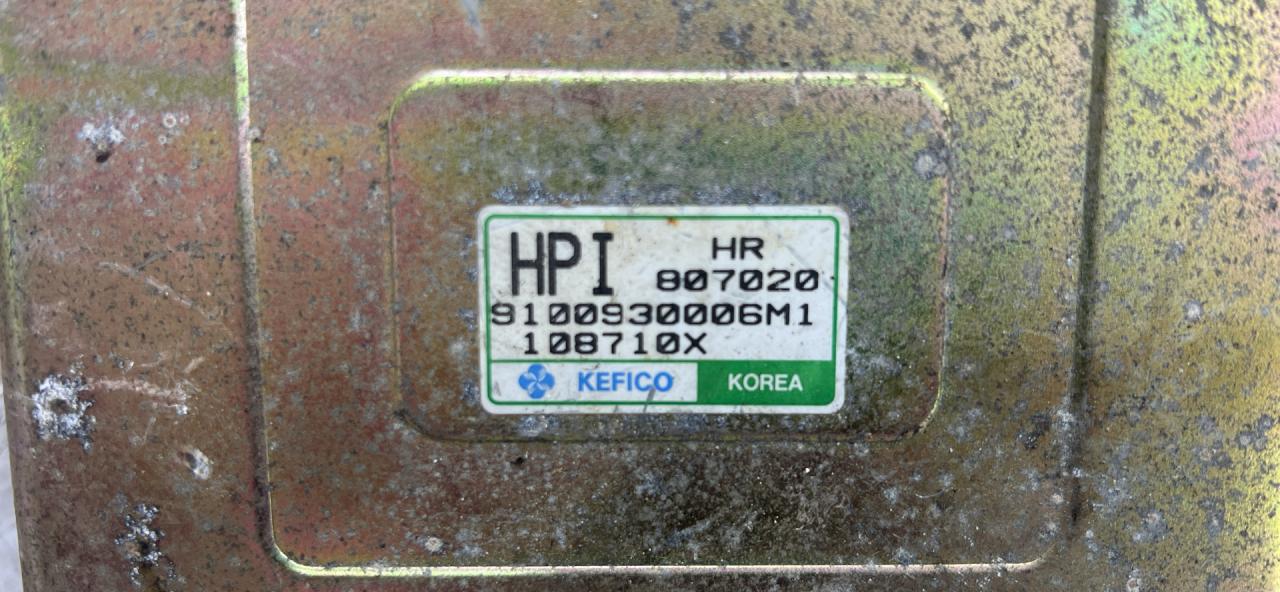 HPI HR
807020
9100930006M1
108710X
KEFICO KOREA